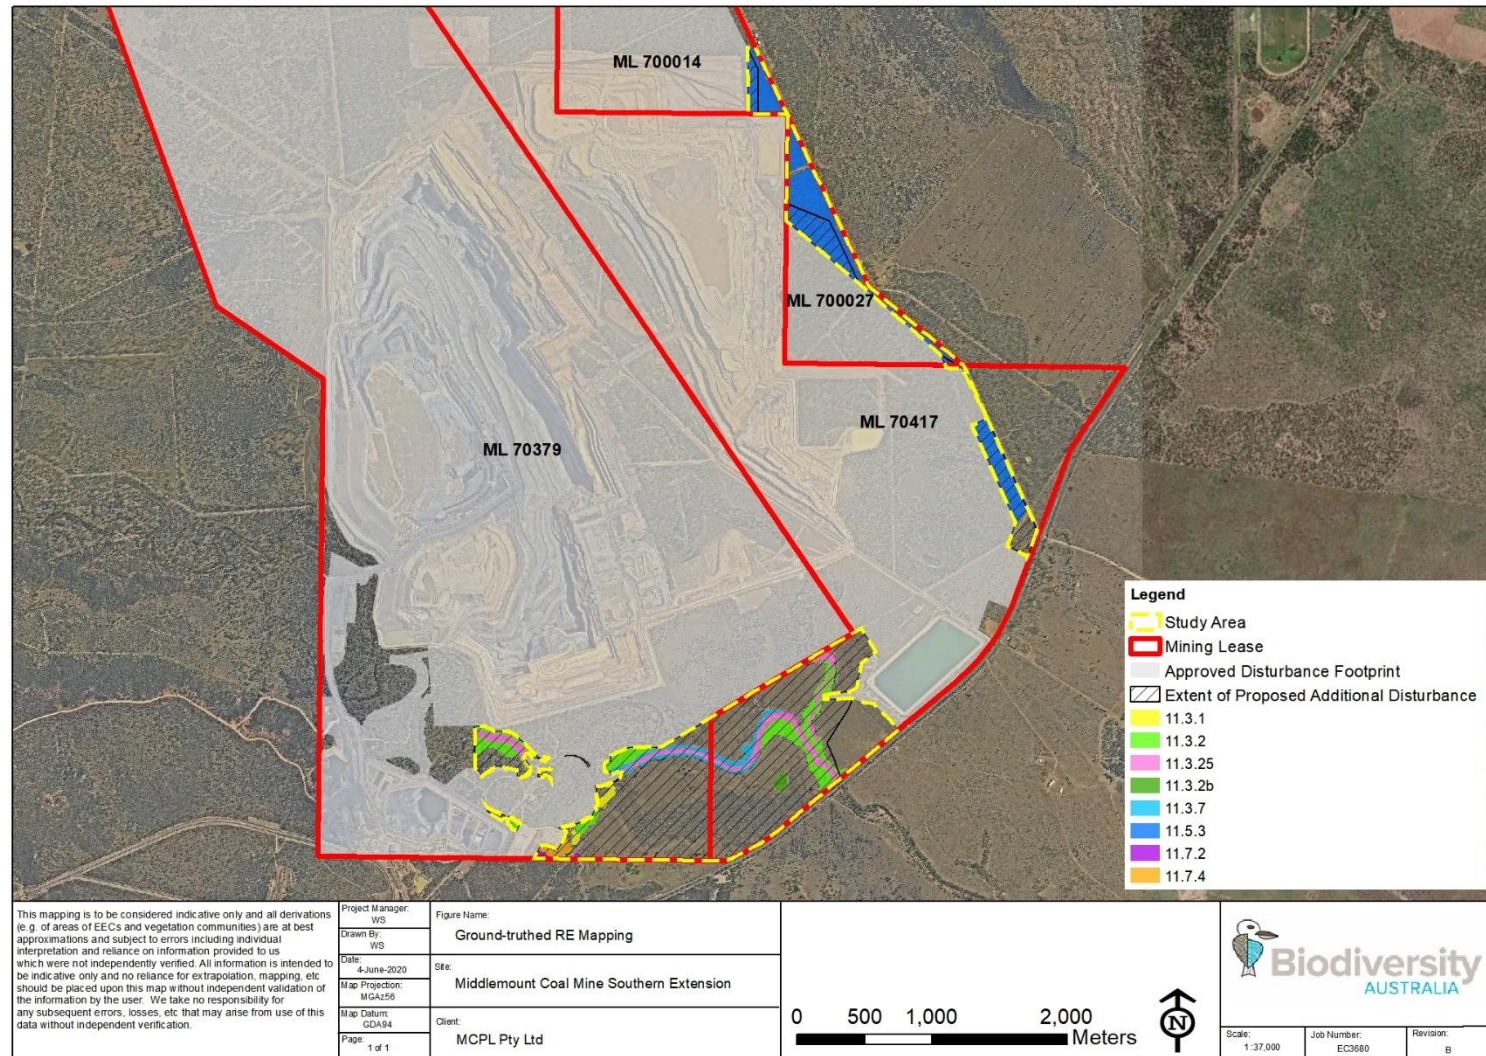 ML 700014
ML 700027
ML 70417
ML 70379
Legend
Study Area
Mining Lease
Approved Disturbance Footprint
Extent of Proposed Additional Disturbance
11.3.1
11.3.2
11.3.25
11.3.2b
11.3.7
11.5.3
11.7.2
11.7.4
This mapping is to be considered indicative only and all derivations
(e.g. of areas of EECs and vegetation communities) are at best
approximations and subject to errors including individual
interpretation and reliance on information provided to us
which were not independently verified. All information is intended to
be indicative only and no reliance for extrapolation, mapping, etc
should be placed upon this map without independent validation of
the information by the user. We take no responsibility for
any subsequent errors, losses, etc that may arise from use of this
data without independent verification.
Project Manager:
WS
Drawn By:
WS
Date:
4-June-2020
Map Projection:
MGAz56
Map Datum:
GDA94
Page:
1 of 1
Figure Name:
Ground-truthed RE Mapping
Site:
Middlemount Coal Mine Southern Extension
Client:
MCPL Pty Ltd
0 500 1,000 2,000
Meters
N
Biodiversity
AUSTRALIA
Scale:
1:37,000
Job Number:
EC3680
Revision:
B